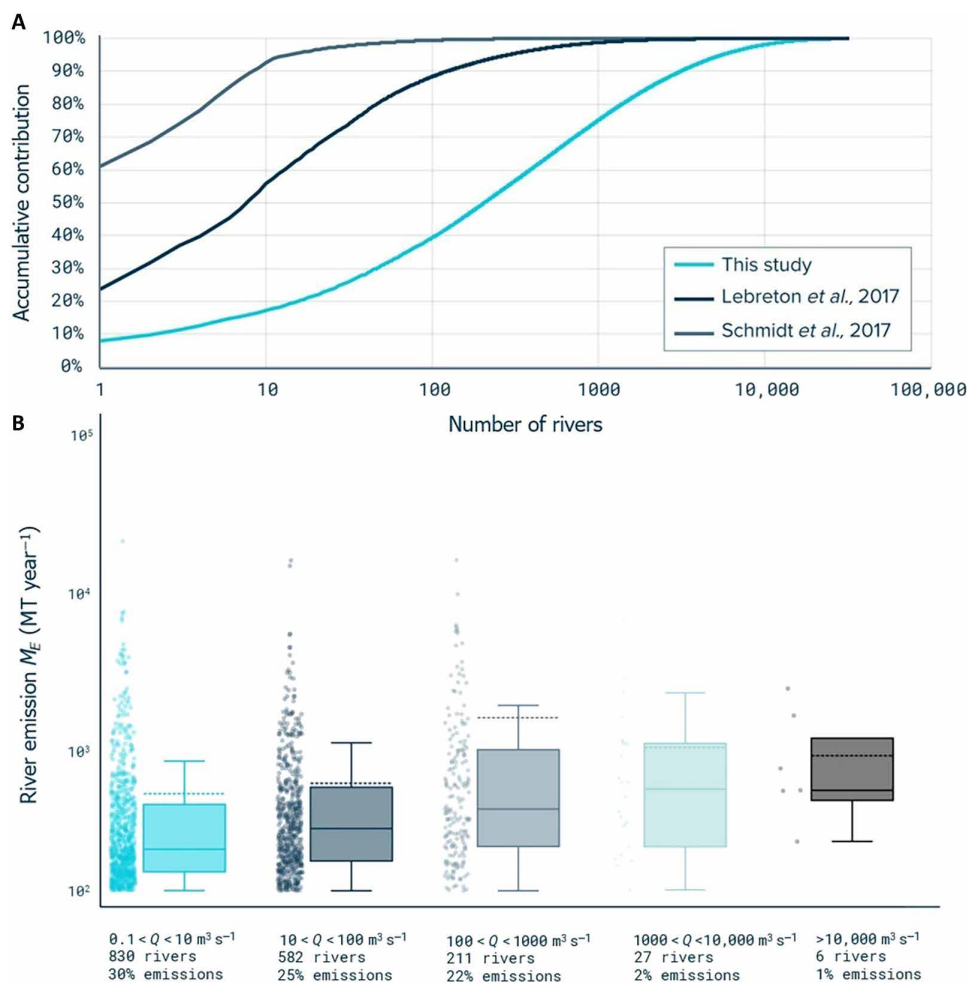 A
Accumulative contribution
100%
90%
80%
70%
60%
50%
40%
30%
20%
10%
0%
This study
Lebreton et al., 2017
Schmidt et al., 2017
1
10
100
1000
10,000
100,000
Number of rivers
B
River emission M_E (MT year⁻¹)
10⁵
10⁴
10³
10²
0.1 < Q < 10 m³ s⁻¹
830 rivers
30% emissions
10 < Q < 100 m³ s⁻¹
582 rivers
25% emissions
100 < Q < 1000 m³ s⁻¹
211 rivers
22% emissions
1000 < Q < 10,000 m³ s⁻¹
27 rivers
2% emissions
>10,000 m³ s⁻¹
6 rivers
1% emissions